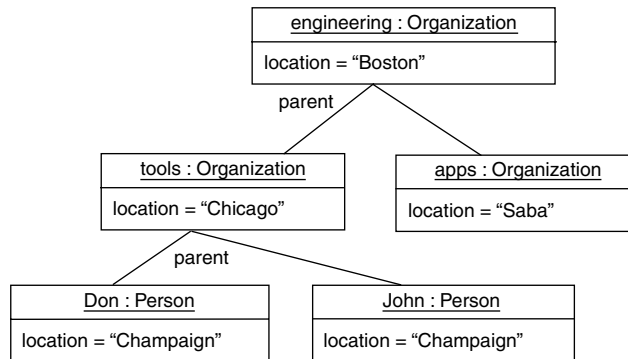 engineering : Organization
location = “Boston”
parent
tools : Organization
apps : Organization
location = “Chicago”
location = “Saba”
parent
Don : Person
John : Person
location = “Champaign”
location = “Champaign”